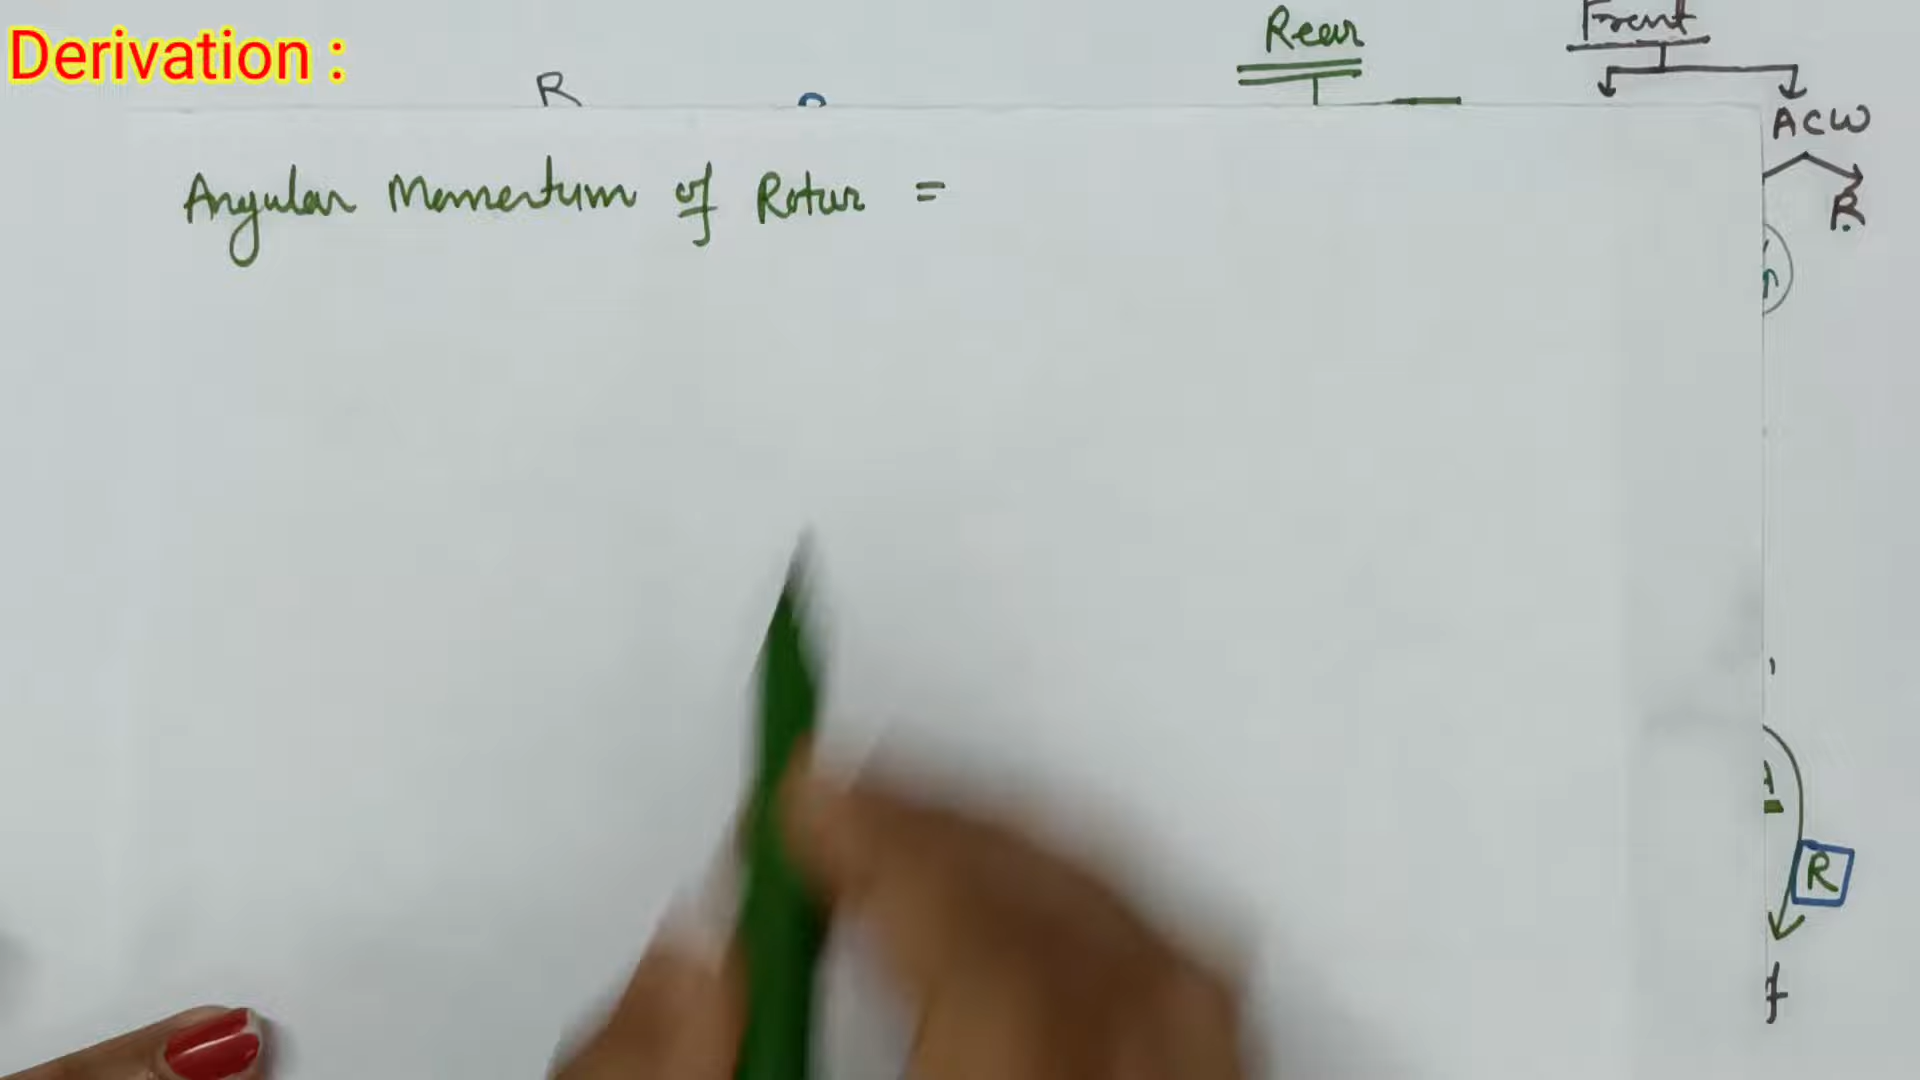 Derivation :
R
Rear
Front
ACW
R
Angular Momentum of Rotor =
R